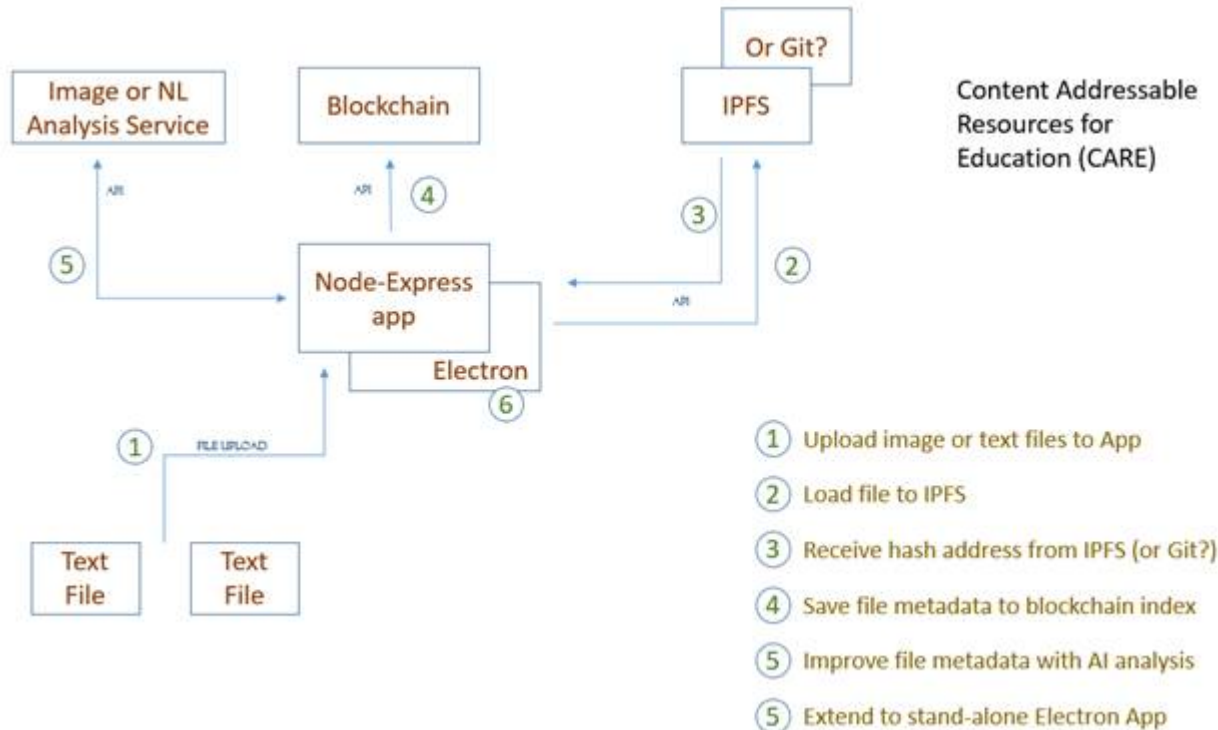 Or Git?
Image or NL
Analysis Service
Blockchain
IPFS
Content Addressable
Resources for
Education (CARE)
API
API
4
3
5
2
Node-Express
app
API
Electron
6
1
FILE UPLOAD
Text
File
Text
File
1 Upload image or text files to App
2 Load file to IPFS
3 Receive hash address from IPFS (or Git?)
4 Save file metadata to blockchain index
5 Improve file metadata with AI analysis
5 Extend to stand-alone Electron App